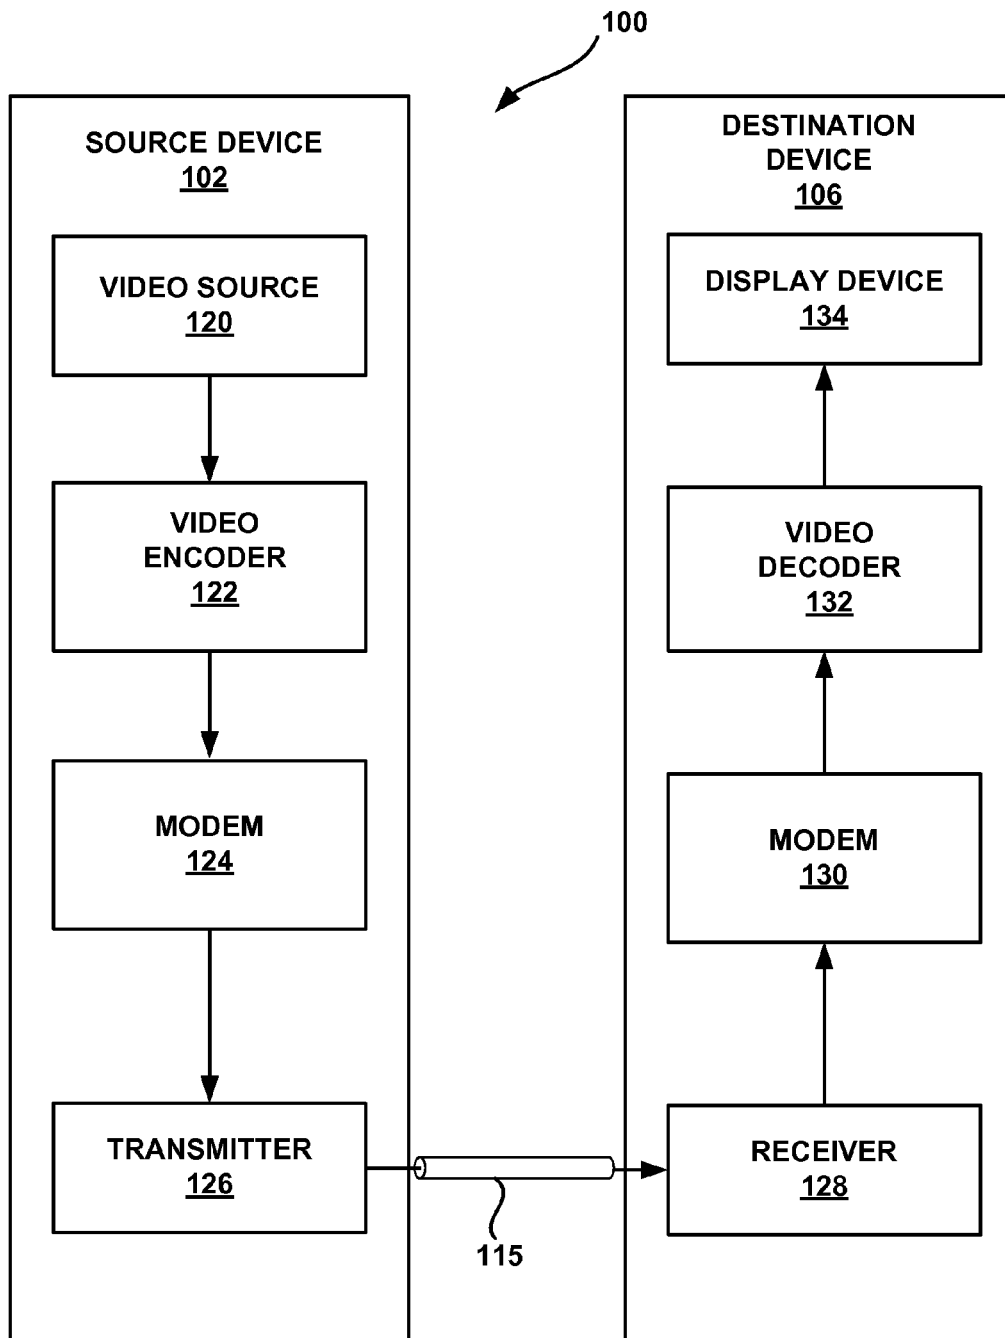 100
SOURCE DEVICE
102
VIDEO SOURCE
120
VIDEO
ENCODER
122
MODEM
124
TRANSMITTER
126
115
DESTINATION
DEVICE
106
DISPLAY DEVICE
134
VIDEO
DECODER
132
MODEM
130
RECEIVER
128